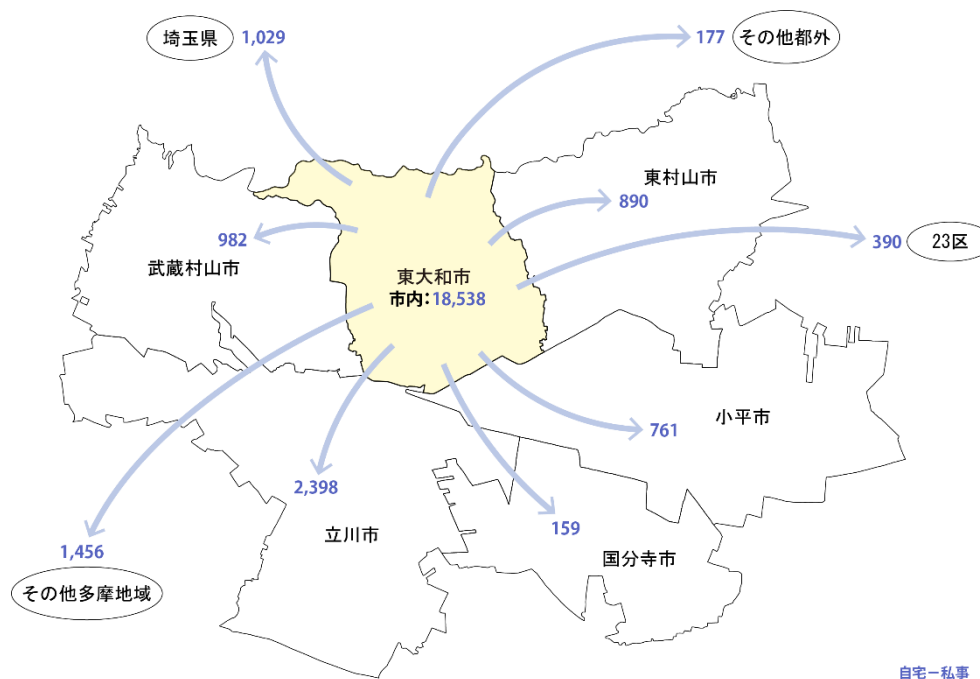 埼玉県 1,029
177 その他都外
東村山市
890
982
武蔵村山市
390 23区
東大和市
市内：18,538
小平市
761
2,398
立川市
159
国分寺市
1,456
その他多摩地域
自宅－私事